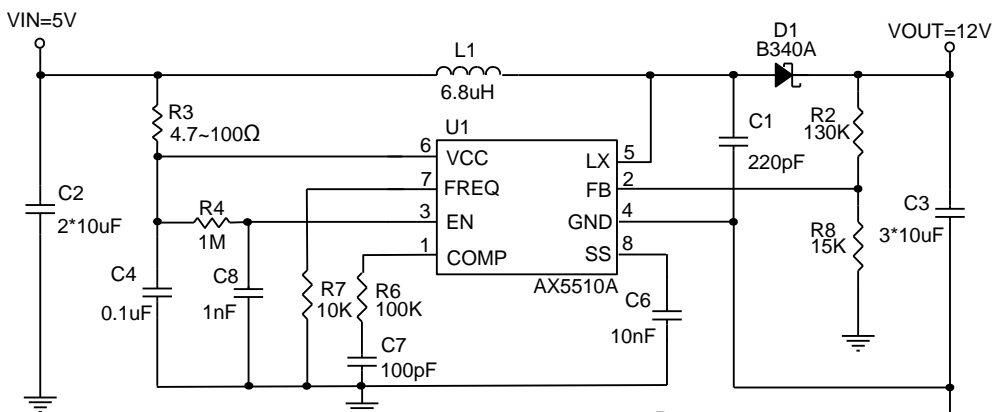 VIN=5V
D1
B340A
VOUT=12V
L1
6.8uH
R3
4.7~100Ω
U1
C1
220pF
R2
130K
6 VCC
LX 5
7 FREQ
FB 2
3 EN
GND 4
1 COMP
SS 8
AX5510A
C2
2*10uF
R4
1M
C3
3*10uF
R8
15K
C4
0.1uF
C8
1nF
R7
10K
R6
100K
C6
10nF
C7
100pF